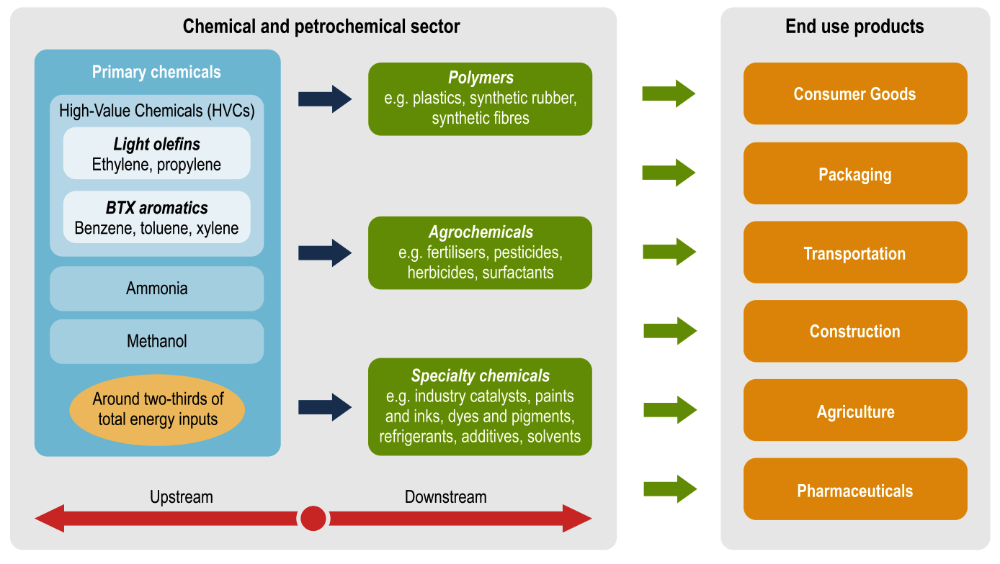 Chemical and petrochemical sector
Primary chemicals
High-Value Chemicals (HVCs)
Light olefins
Ethylene, propylene
BTX aromatics
Benzene, toluene, xylene
Ammonia
Methanol
Around two-thirds of
total energy inputs
Polymers
e.g. plastics, synthetic rubber,
synthetic fibres
Agrochemicals
e.g. fertilisers, pesticides,
herbicides, surfactants
Specialty chemicals
e.g. industry catalysts, paints
and inks, dyes and pigments,
refrigerants, additives, solvents
Upstream
Downstream
End use products
Consumer Goods
Packaging
Transportation
Construction
Agriculture
Pharmaceuticals